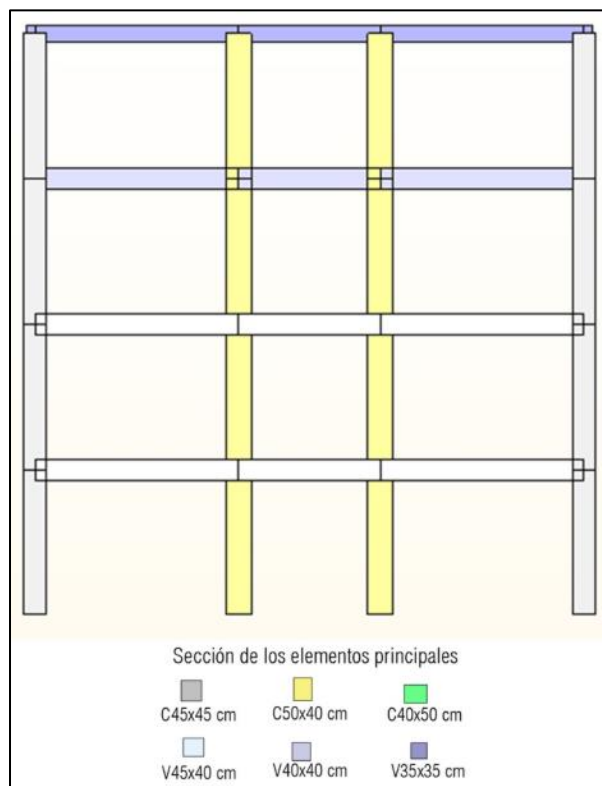 Sección de los elementos principales
C45x45 cm C50x40 cm C40x50 cm
V45x40 cm V40x40 cm V35x35 cm